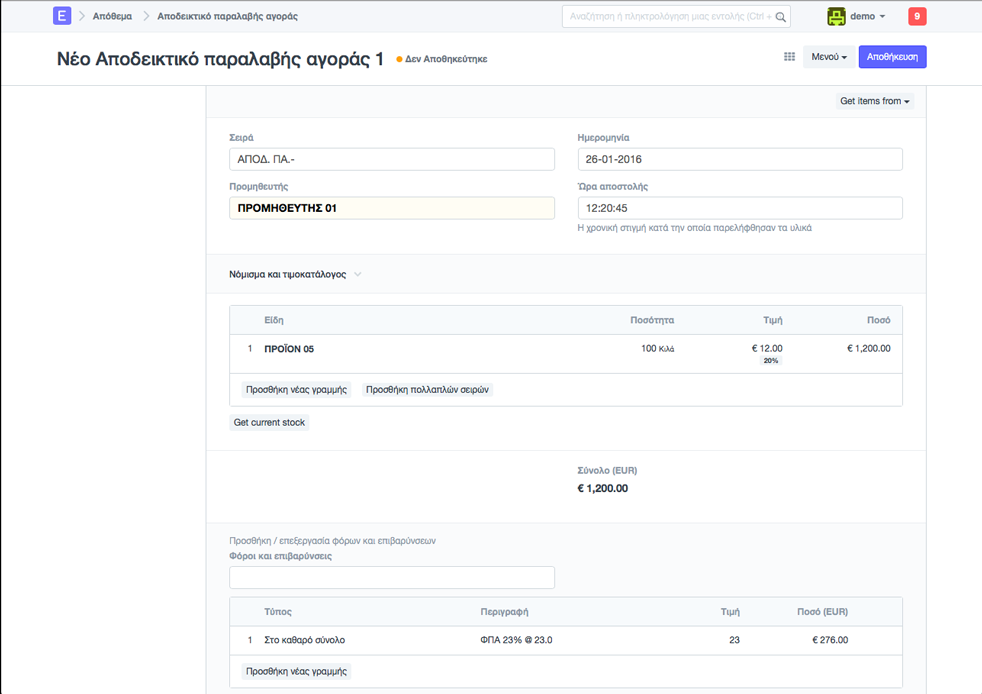 E Απόθεμα Αποδεικτικό παραλαβής αγοράς Αναζήτηση ή πληκτρολόγηση μιας εντολής (Ctrl + demo 9
Νέο Αποδεικτικό παραλαβής αγοράς 1 Δεν Αποθηκεύτηκε Μενού Αποθήκευση
Get items from
Σειρά Ημερομηνία
ΑΠΟΔ. ΠΑ.- 26-01-2016
Προμηθευτής Ώρα αποστολής
ΠΡΟΜΗΘΕΥΤΗΣ 01 12:20:45
Η χρονική στιγμή κατά την οποία παρελήφθησαν τα υλικά
Νόμισμα και τιμοκατάλογος
Είδη Ποσότητα Τιμή Ποσό
1 ΠΡΟΪΟΝ 05 100 Κιλά € 12.00 € 1,200.00
20%
Προσθήκη νέας γραμμής Προσθήκη πολλαπλών σειρών
Get current stock
Σύνολο (EUR)
€ 1,200.00
Προσθήκη / επεξεργασία φόρων και επιβαρύνσεων
Φόροι και επιβαρύνσεις
Τύπος Περιγραφή Τιμή Ποσό (EUR)
1 Στο καθαρό σύνολο ΦΠΑ 23% @ 23.0 23 € 276.00
Προσθήκη νέας γραμμής